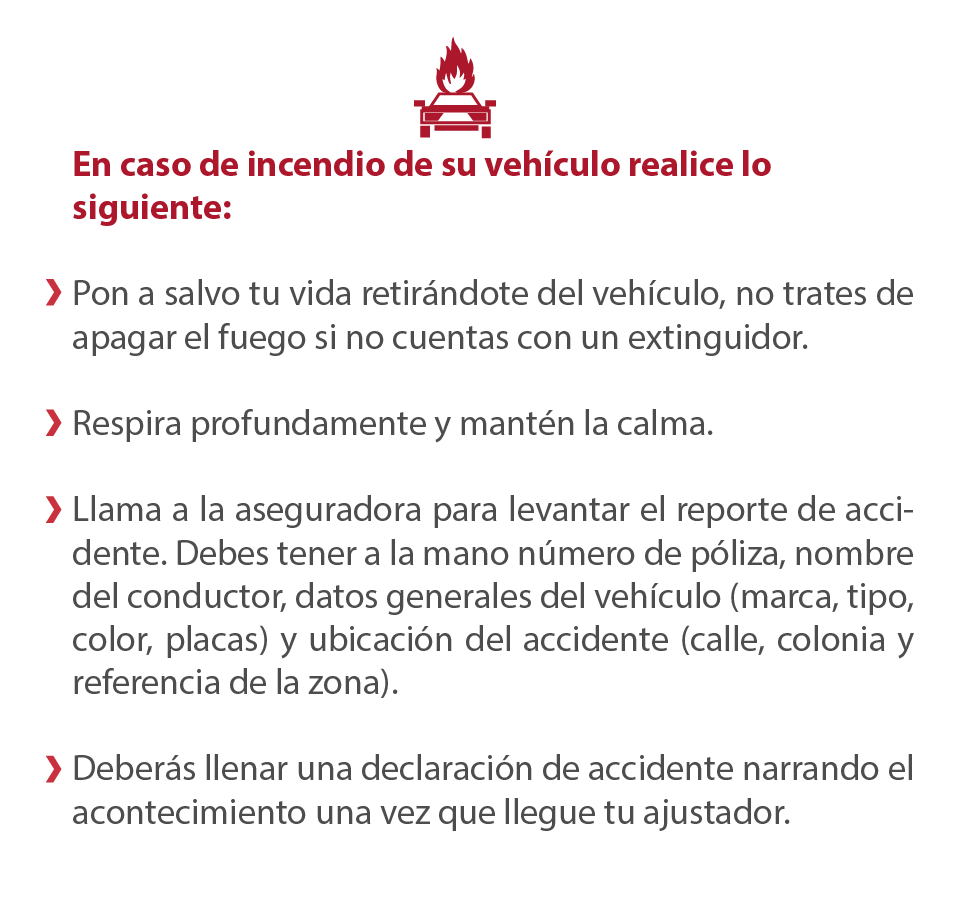 En caso de incendio de su vehículo realice lo
siguiente:
Pon a salvo tu vida retirándote del vehículo, no trates de
apagar el fuego si no cuentas con un extinguidor.
Respira profundamente y mantén la calma.
Llama a la aseguradora para levantar el reporte de acci-
dente. Debes tener a la mano número de póliza, nombre
del conductor, datos generales del vehículo (marca, tipo,
color, placas) y ubicación del accidente (calle, colonia y
referencia de la zona).
Deberás llenar una declaración de accidente narrando el
acontecimiento una vez que llegue tu ajustador.